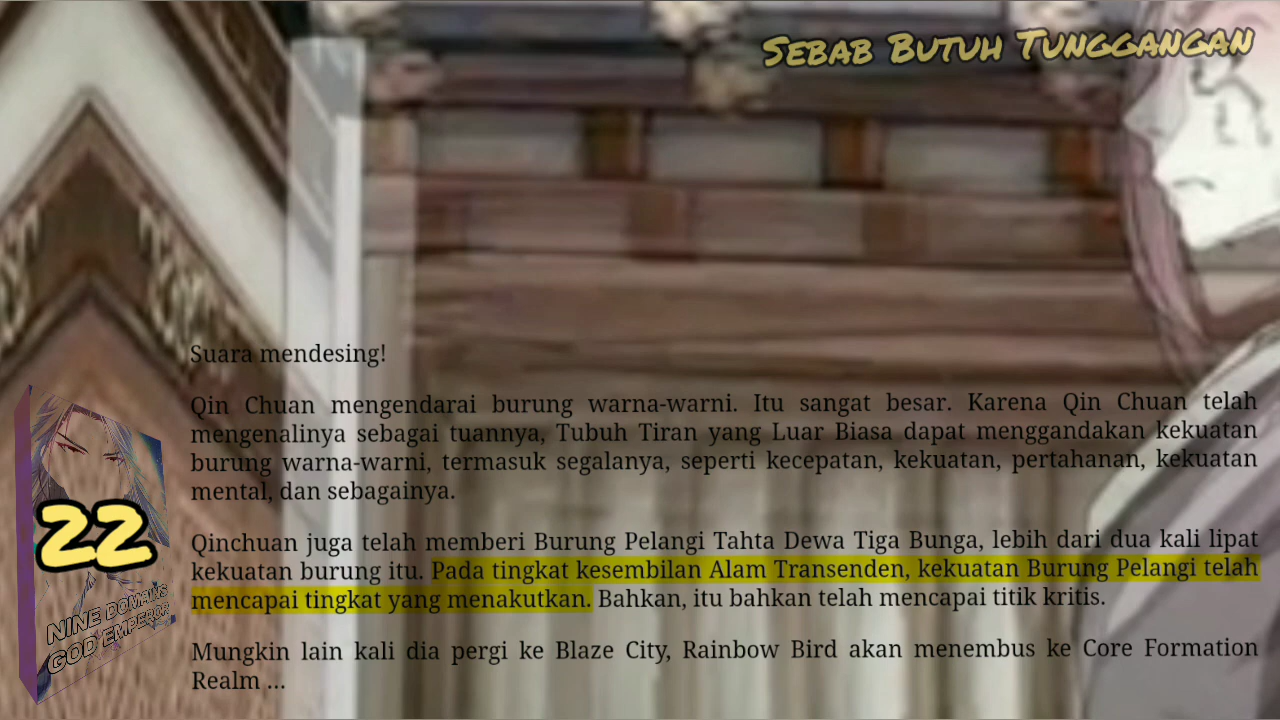 Sebab Butuh Tunggangan
Suara mendesing!
Qin Chuan mengendarai burung warna-warni. Itu sangat besar. Karena Qin Chuan telah
mengenalinya sebagai tuannya, Tubuh Tiran yang Luar Biasa dapat menggandakan kekuatan
burung warna-warni, termasuk segalanya, seperti kecepatan, kekuatan, pertahanan, kekuatan
mental, dan sebagainya.
Qinchuan juga telah memberi Burung Pelangi Tahta Dewa Tiga Bunga, lebih dari dua kali lipat
kekuatan burung itu. Pada tingkat kesembilan Alam Transenden, kekuatan Burung Pelangi telah
mencapai tingkat yang menakutkan. Bahkan, itu bahkan telah mencapai titik kritis.
Mungkin lain kali dia pergi ke Blaze City, Rainbow Bird akan menembus ke Core Formation
Realm ...
22
NINE DOMAINS
GOD EMPEROR